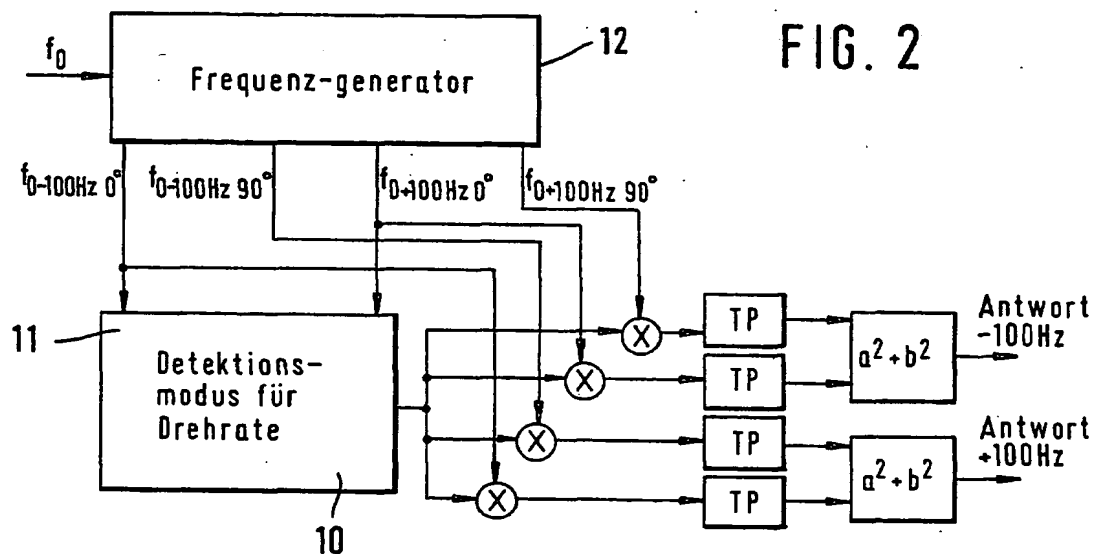 FIG. 2
f0
12
Frequenz-generator
f0-100Hz 0°
f0-100Hz 90°
f0+100Hz 0°
f0+100Hz 90°
11
Detektions-
modus für
Drehrate
10
X
X
X
X
TP
TP
TP
TP
a²+b²
a²+b²
Antwort
-100Hz
Antwort
+100Hz